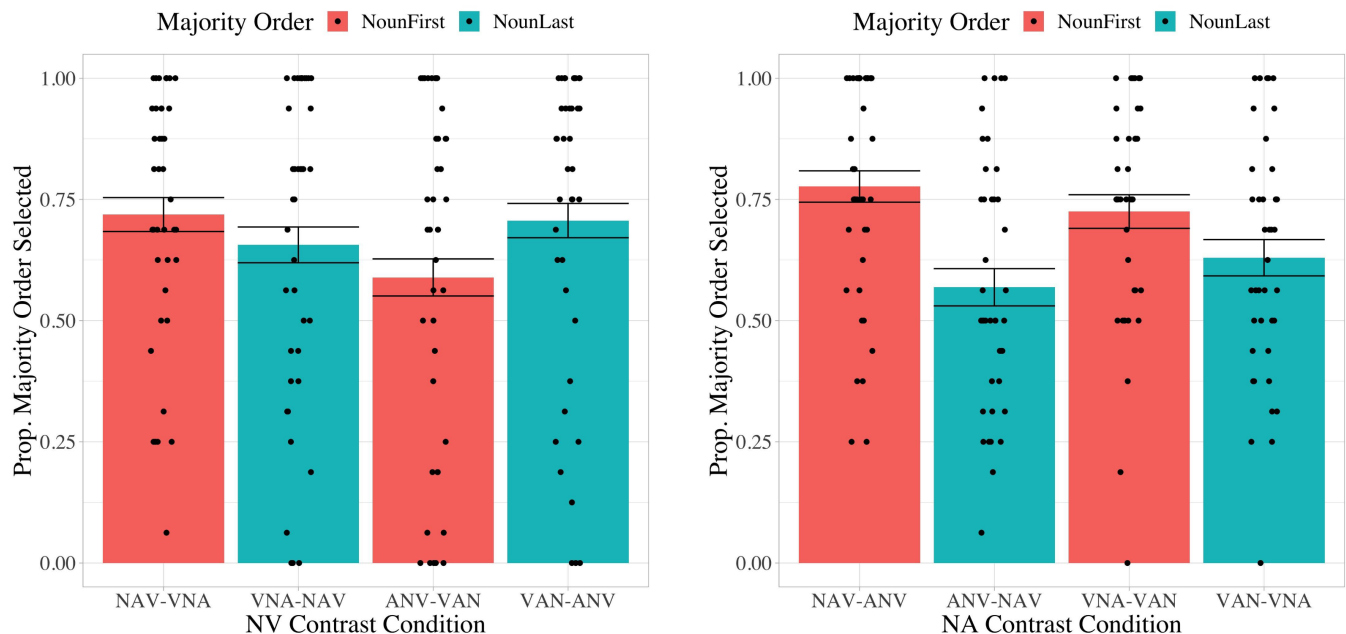 Majority Order NounFirst NounLast
Prop. Majority Order Selected
1.00
0.75
0.50
0.25
0.00
NAV-VNA VNA-NAV ANV-VAN VAN-ANV
NV Contrast Condition
Majority Order NounFirst NounLast
Prop. Majority Order Selected
1.00
0.75
0.50
0.25
0.00
NAV-ANV ANV-NAV VNA-VAN VAN-VNA
NA Contrast Condition